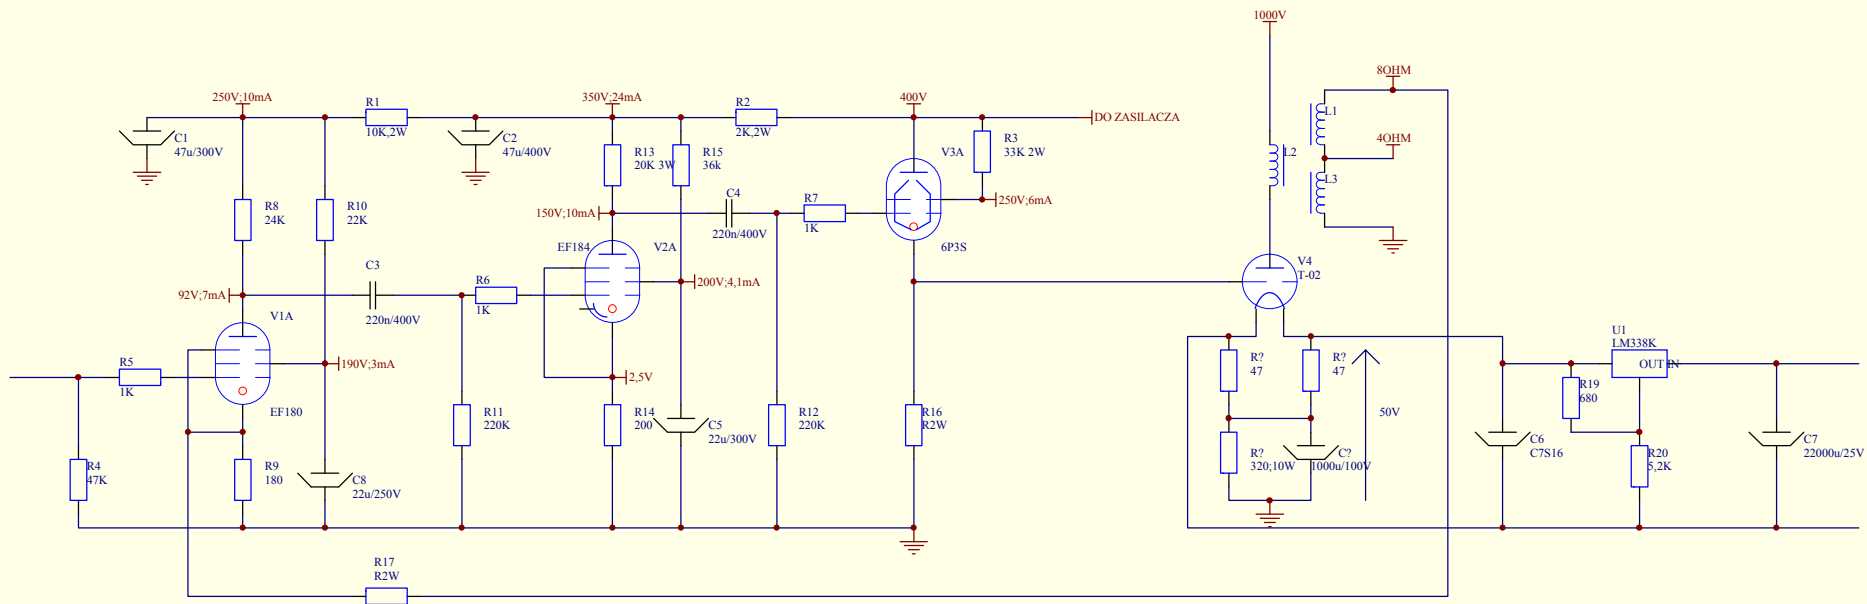 1000V
8OHM
250V;10mA
R1
10K,2W
350V;24mA
R2
2K,2W
400V
DO ZASILACZA
L1
C1
47u/300V
C2
47u/400V
R13
20K 3W
R15
36k
V3A
R3
33K 2W
4OHM
L2
L3
R8
24K
R10
22K
150V;10mA
C4
220n/400V
R7
1K
250V;6mA
EF184
V2A
6P3S
C3
220n/400V
R6
1K
200V;4,1mA
V4
T-02
92V;7mA
V1A
190V;3mA
R5
1K
EF180
2,5V
R?
47
R?
47
50V
U1
LM338K
OUT
IN
R19
680
R11
220K
R14
200
C5
22u/300V
R12
220K
R16
R2W
R4
47K
R9
180
C8
22u/250V
R?
320;10W
C?
1000u/100V
C6
C7S16
R20
5,2K
C7
22000u/25V
R17
R2W